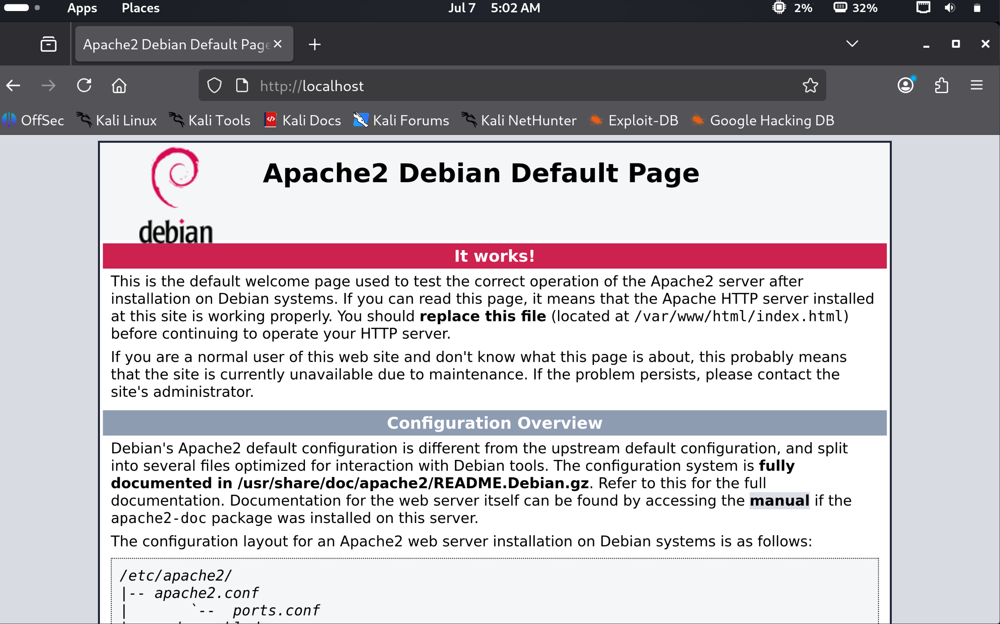 Apps Places Jul 7 5:02 AM 2% 32%
Apache2 Debian Default Page
http://localhost
OffSec Kali Linux Kali Tools Kali Docs Kali Forums Kali NetHunter Exploit-DB Google Hacking DB
debian
Apache2 Debian Default Page
It works!
This is the default welcome page used to test the correct operation of the Apache2 server after
installation on Debian systems. If you can read this page, it means that the Apache HTTP server installed
at this site is working properly. You should replace this file (located at /var/www/html/index.html)
before continuing to operate your HTTP server.
If you are a normal user of this web site and don't know what this page is about, this probably means
that the site is currently unavailable due to maintenance. If the problem persists, please contact the
site's administrator.
Configuration Overview
Debian's Apache2 default configuration is different from the upstream default configuration, and split
into several files optimized for interaction with Debian tools. The configuration system is fully
documented in /usr/share/doc/apache2/README.Debian.gz. Refer to this for the full
documentation. Documentation for the web server itself can be found by accessing the manual if the
apache2-doc package was installed on this server.
The configuration layout for an Apache2 web server installation on Debian systems is as follows:
/etc/apache2/
|-- apache2.conf
|       `--  ports.conf